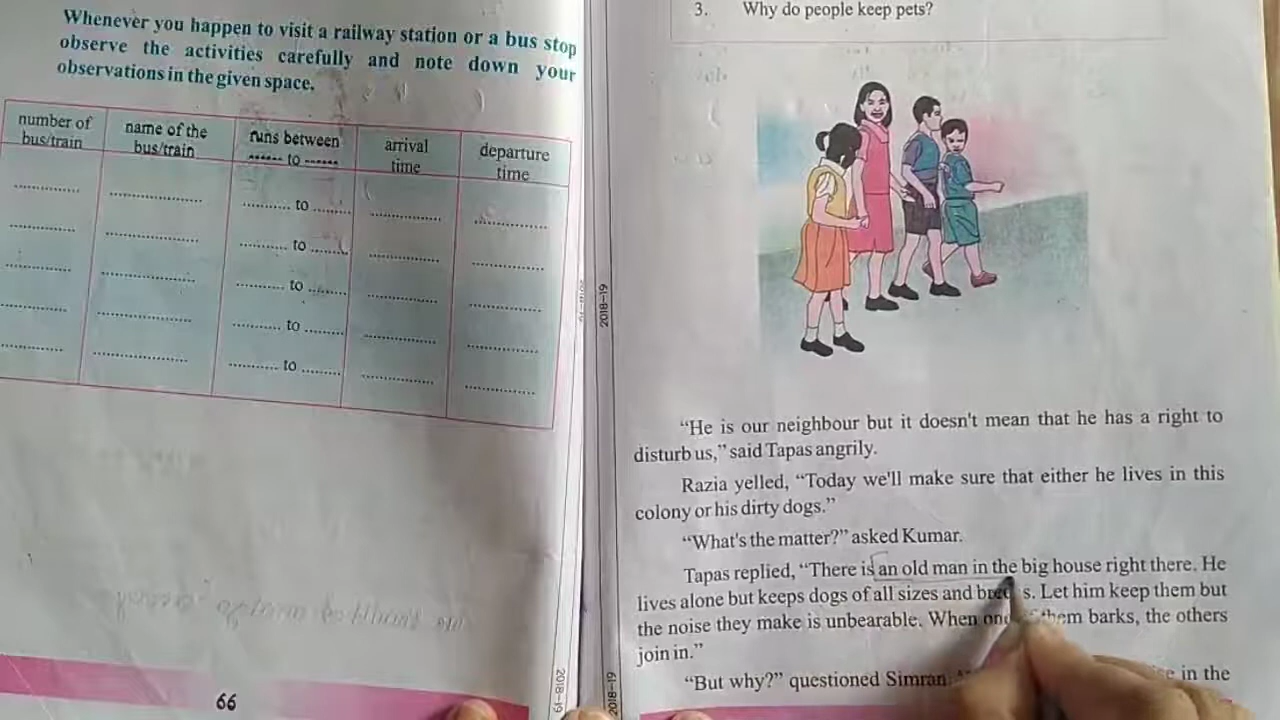 Whenever you happen to visit a railway station or a bus stop
observe the activities carefully and note down your
observations in the given space.
number of bus/train
name of the bus/train
runs between ...... to ......
arrival time
departure time
........... to .........
........... to .........
........... to .........
........... to .........
........... to .........
66
2018-19
2018-19
2018-19
3. Why do people keep pets?
“He is our neighbour but it doesn't mean that he has a right to
disturb us,” said Tapas angrily.
Razia yelled, “Today we'll make sure that either he lives in this
colony or his dirty dogs.”
“What's the matter?” asked Kumar.
Tapas replied, “There is an old man in the big house right there. He
lives alone but keeps dogs of all sizes and Let him keep them but
the noise they make is unbearable. When barks, the others
join in.”
“But why?” questioned Simran. in the